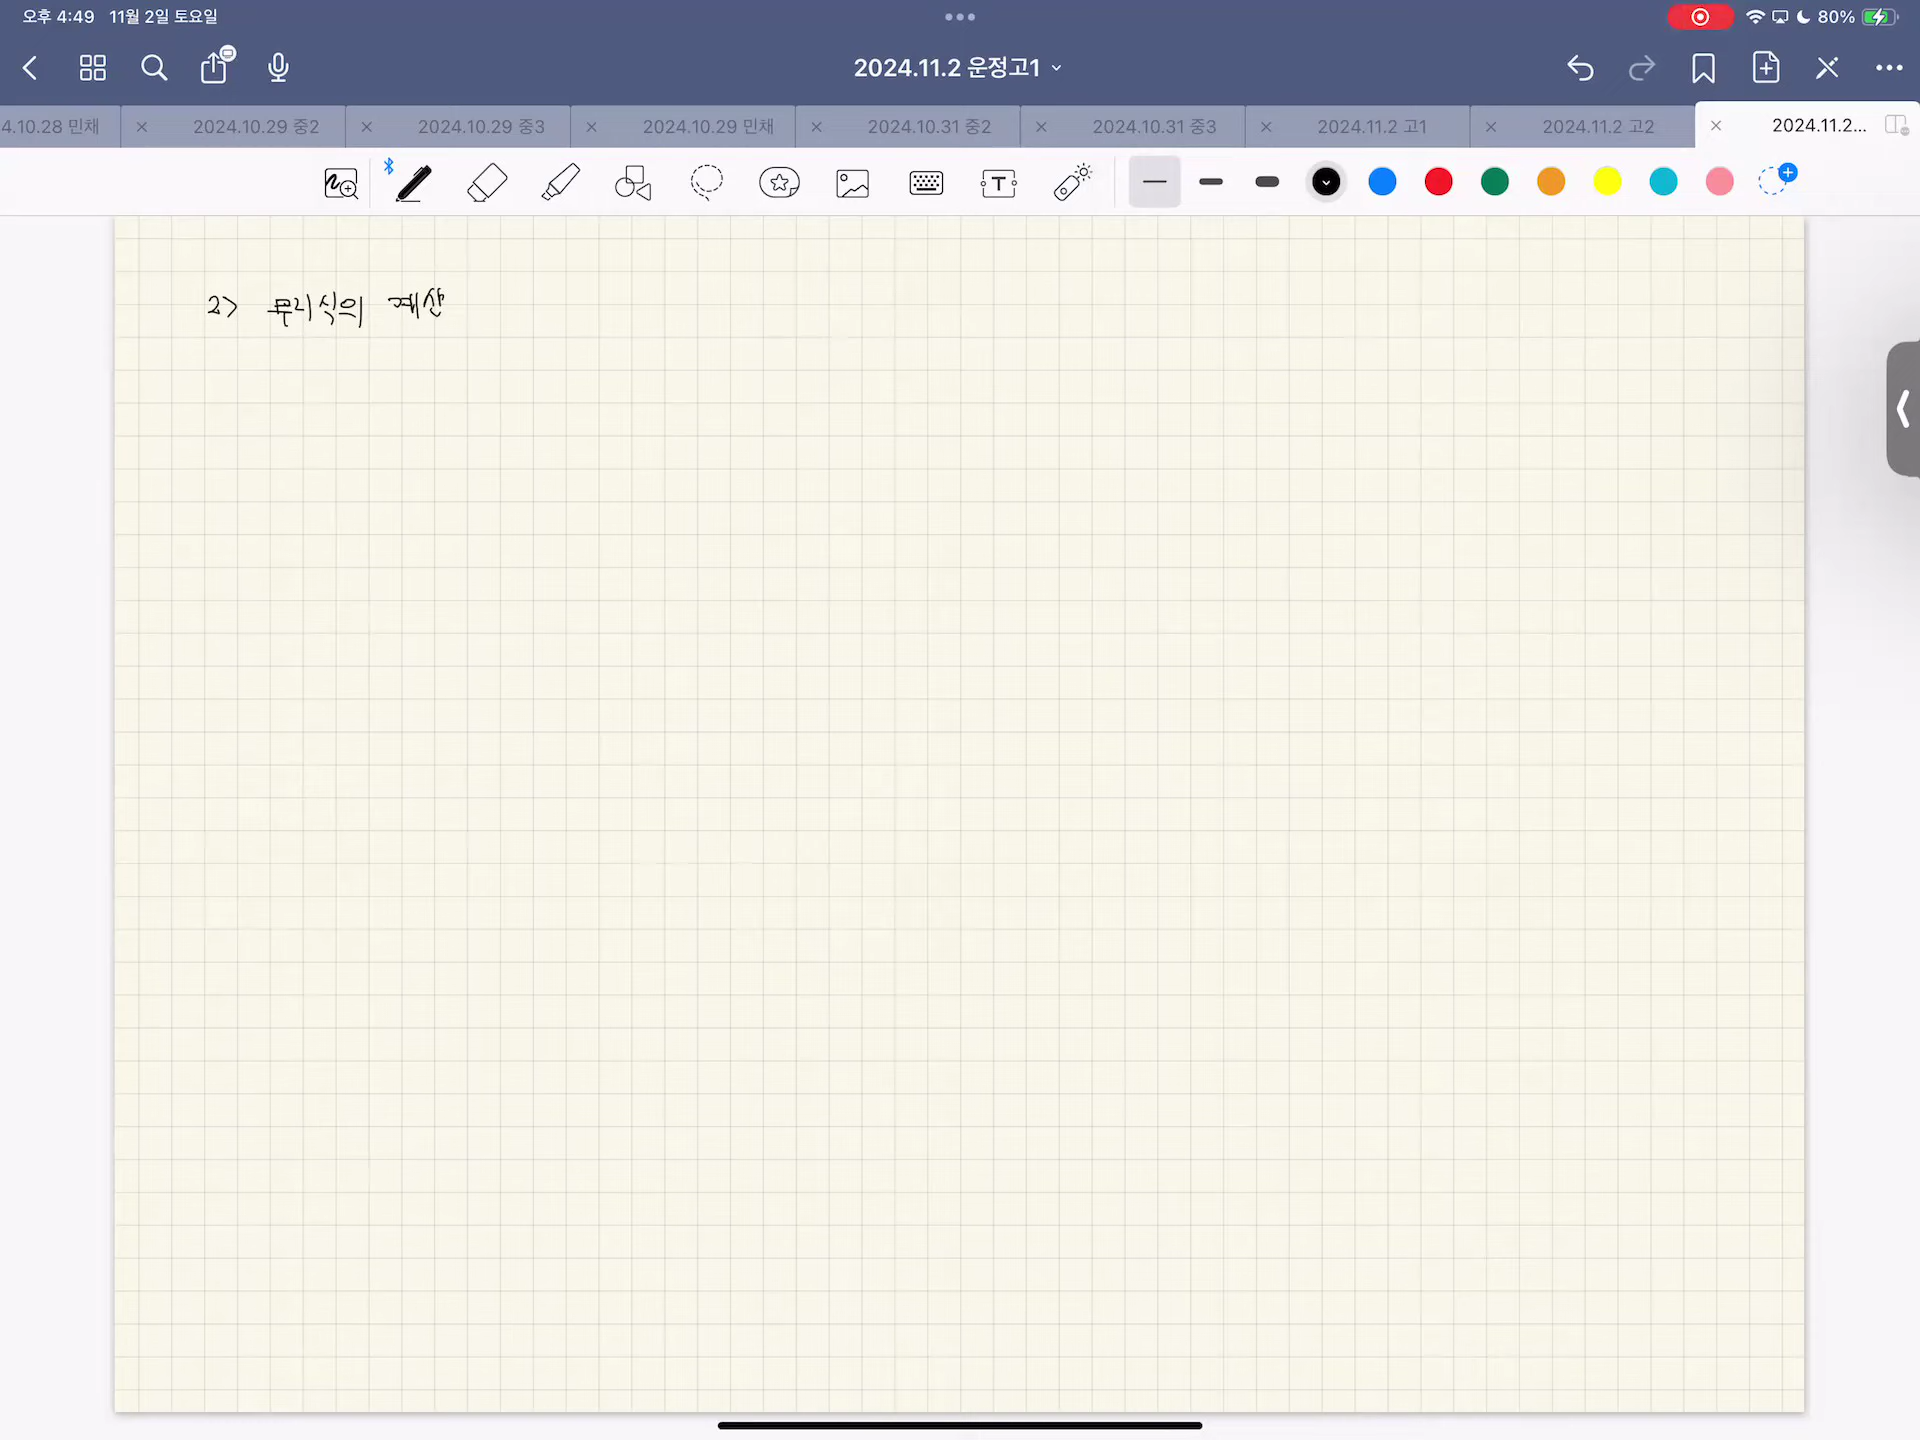 오후 4:49 11월 2일 토요일
80%
2024.11.2 운정고1
4.10.28 민채
2024.10.29 중2
2024.10.29 중3
2024.10.29 민채
2024.10.31 중2
2024.10.31 중3
2024.11.2 고1
2024.11.2 고2
2024.11.2...
T
2> 무리식의 계산